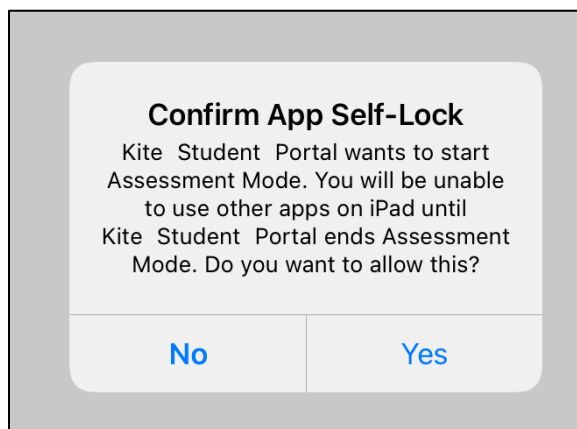 Confirm App Self-Lock
Kite Student Portal wants to start
Assessment Mode. You will be unable
to use other apps on iPad until
Kite Student Portal ends Assessment
Mode. Do you want to allow this?
No
Yes